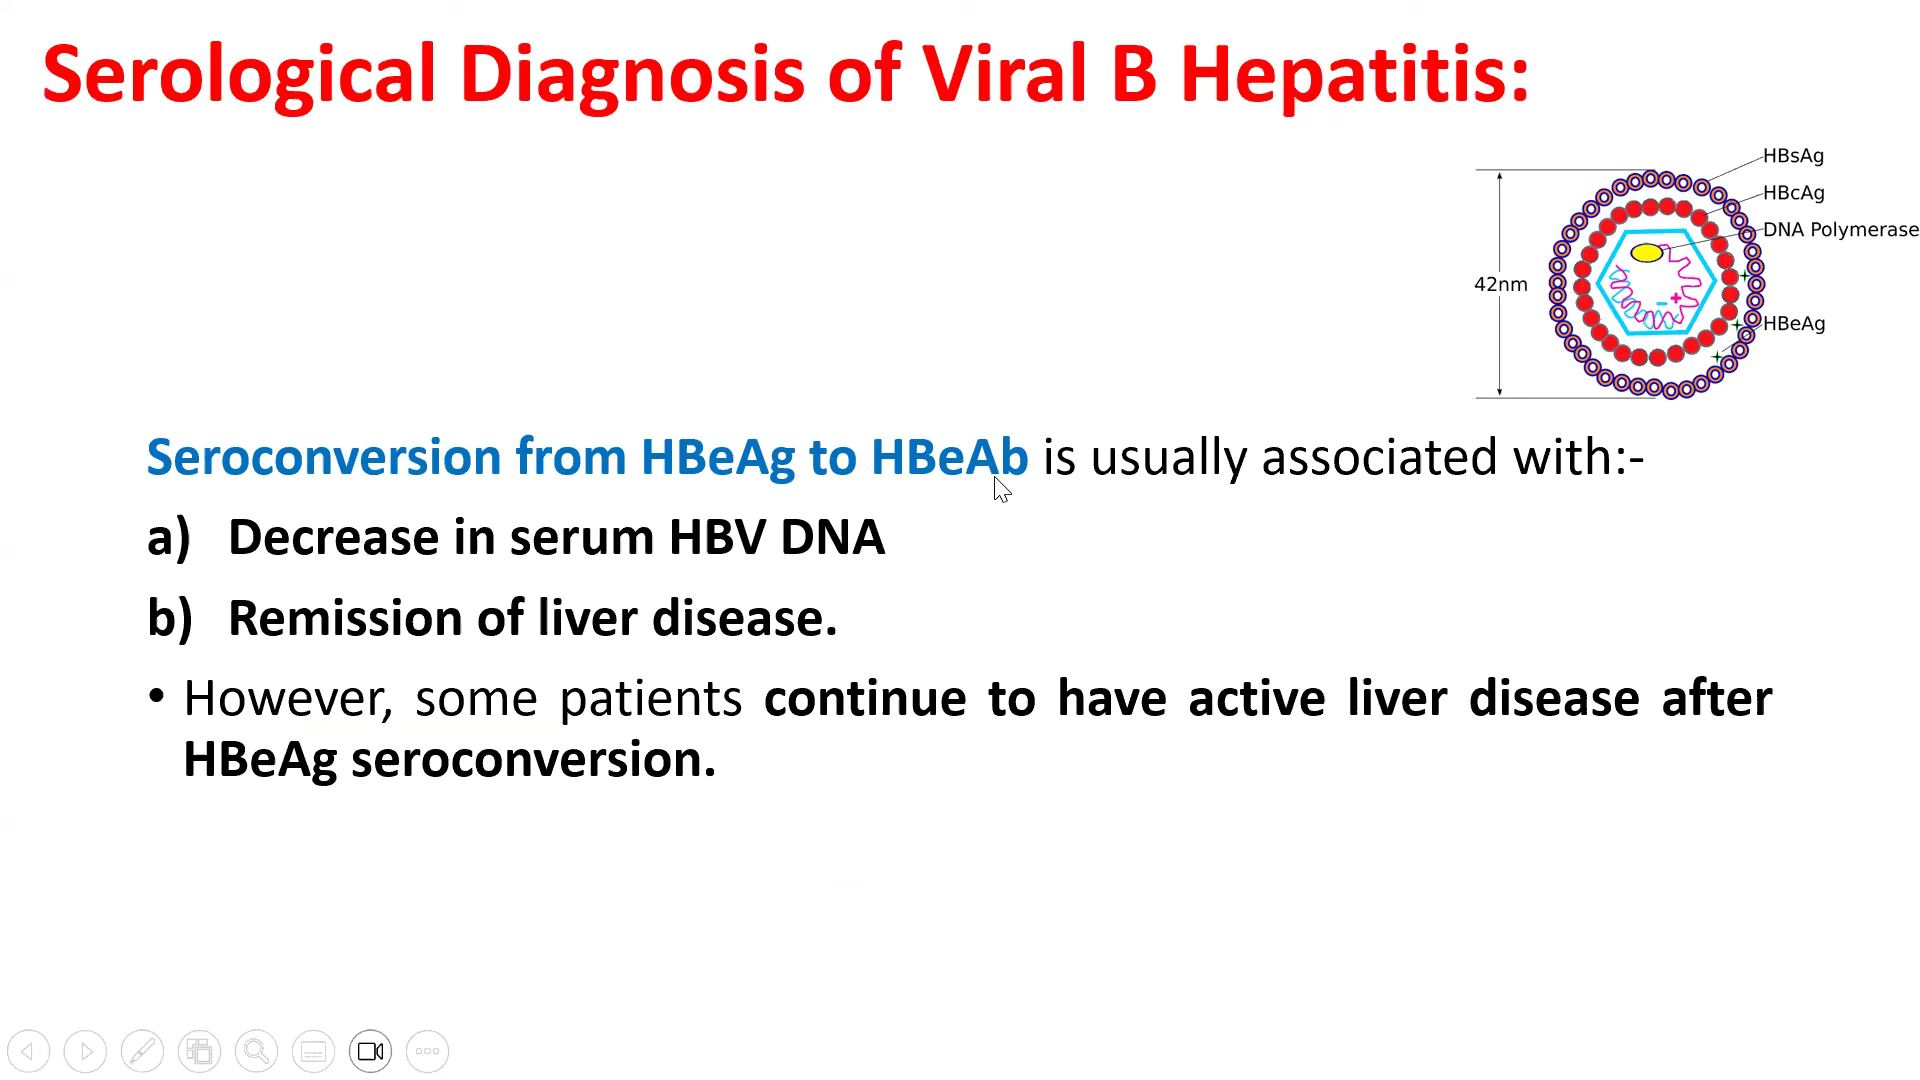 Serological Diagnosis of Viral B Hepatitis:
HBsAg
HBcAg
DNA Polymerase
42nm
HBeAg
Seroconversion from HBeAg to HBeAb is usually associated with:-
a) Decrease in serum HBV DNA
b) Remission of liver disease.
• However, some patients continue to have active liver disease after
HBeAg seroconversion.